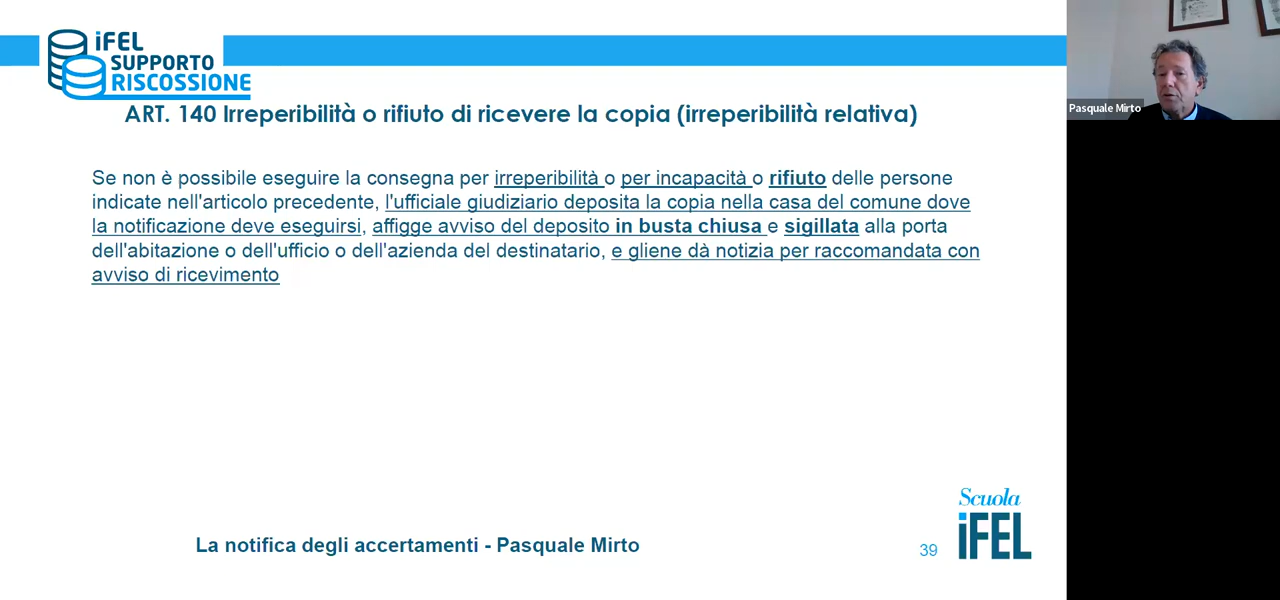 iFEL
SUPPORTO
RISCOSSIONE
ART. 140 Irreperibilità o rifiuto di ricevere la copia (irreperibilità relativa)
Se non è possibile eseguire la consegna per irreperibilità o per incapacità o rifiuto delle persone
indicate nell'articolo precedente, l'ufficiale giudiziario deposita la copia nella casa del comune dove
la notificazione deve eseguirsi, affigge avviso del deposito in busta chiusa e sigillata alla porta
dell'abitazione o dell'ufficio o dell'azienda del destinatario, e gliene dà notizia per raccomandata con
avviso di ricevimento
La notifica degli accertamenti - Pasquale Mirto
39
Scuola
iFEL
Pasquale Mirto